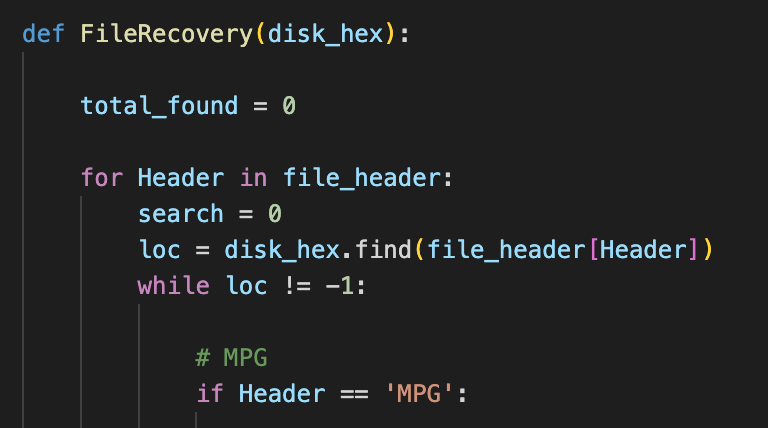 def FileRecovery(disk_hex):
total_found = 0
for Header in file_header:
search = 0
loc = disk_hex.find(file_header[Header])
while loc != -1:
# MPG
if Header == 'MPG':